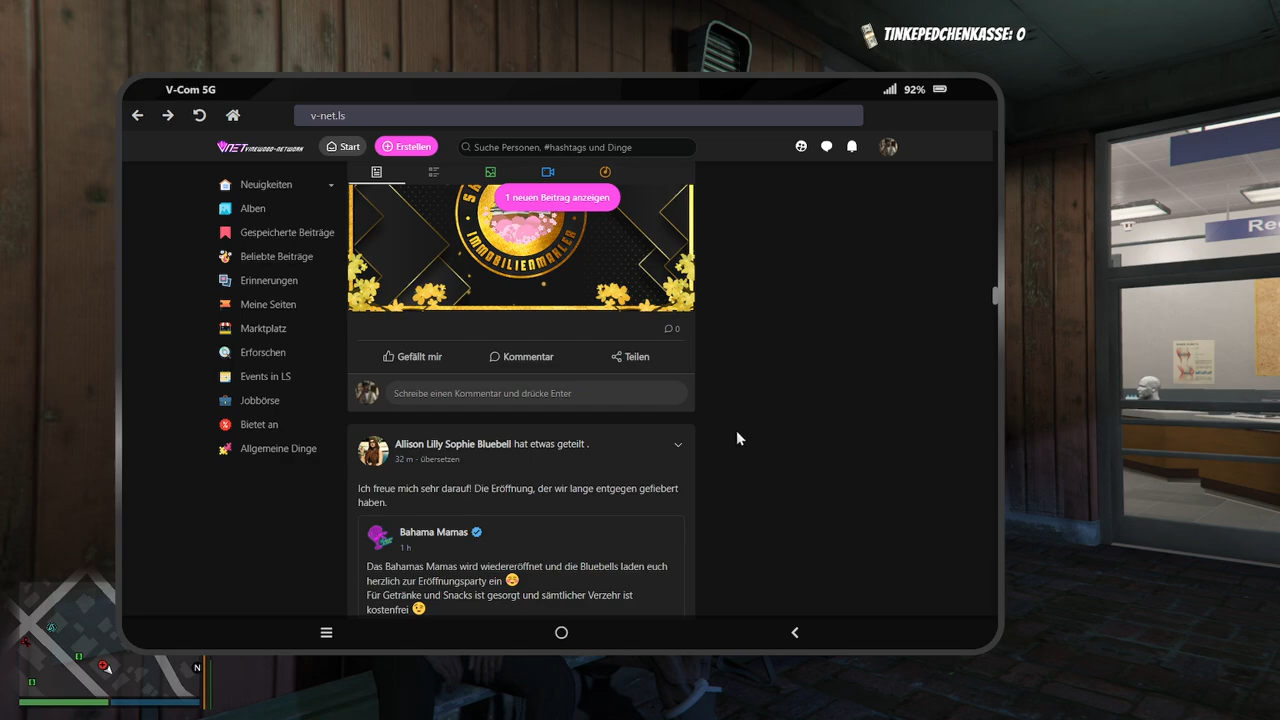 TINKEPEDCHENKASSE: 0
V-Com 5G
92%
v-net.ls
VNET VINEWOOD-NETWORK
Start
Erstellen
Suche Personen, #hashtags und Dinge
Neuigkeiten
Alben
Gespeicherte Beiträge
Beliebte Beiträge
Erinnerungen
Meine Seiten
Marktplatz
Erforschen
Events in LS
Jobbörse
Bietet an
Allgemeine Dinge
1 neuen Beitrag anzeigen
IMMOBILIENMAKLER
0
Gefällt mir
Kommentar
Teilen
Schreibe einen Kommentar und drücke Enter
Allison Lilly Sophie Bluebell hat etwas geteilt .
32 m - übersetzen
Ich freue mich sehr darauf! Die Eröffnung, der wir lange entgegen gefiebert
haben.
Bahama Mamas
1 h
Das Bahamas Mamas wird wiedereröffnet und die Bluebells laden euch
herzlich zur Eröffnungsparty ein 😊
Für Getränke und Snacks ist gesorgt und sämtlicher Verzehr ist
kostenfrei 😉
Re
N